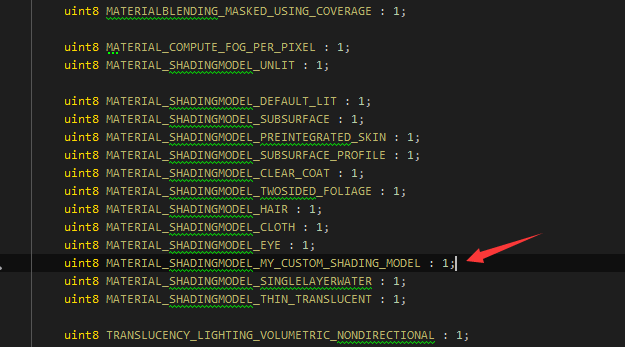 uint8 MATERIALBLENDING_MASKED_USING_COVERAGE : 1;
uint8 MATERIAL_COMPUTE_FOG_PER_PIXEL : 1;
uint8 MATERIAL_SHADINGMODEL_UNLIT : 1;
uint8 MATERIAL_SHADINGMODEL_DEFAULT_LIT : 1;
uint8 MATERIAL_SHADINGMODEL_SUBSURFACE : 1;
uint8 MATERIAL_SHADINGMODEL_PREINTEGRATED_SKIN : 1;
uint8 MATERIAL_SHADINGMODEL_SUBSURFACE_PROFILE : 1;
uint8 MATERIAL_SHADINGMODEL_CLEAR_COAT : 1;
uint8 MATERIAL_SHADINGMODEL_TWOSIDED_FOLIAGE : 1;
uint8 MATERIAL_SHADINGMODEL_HAIR : 1;
uint8 MATERIAL_SHADINGMODEL_CLOTH : 1;
uint8 MATERIAL_SHADINGMODEL_EYE : 1;
uint8 MATERIAL_SHADINGMODEL_MY_CUSTOM_SHADING_MODEL : 1;
uint8 MATERIAL_SHADINGMODEL_SINGLELAYERWATER : 1;
uint8 MATERIAL_SHADINGMODEL_THIN_TRANSLUCENT : 1;
uint8 TRANSLUCENCY_LIGHTING_VOLUMETRIC_NONDIRECTIONAL : 1;